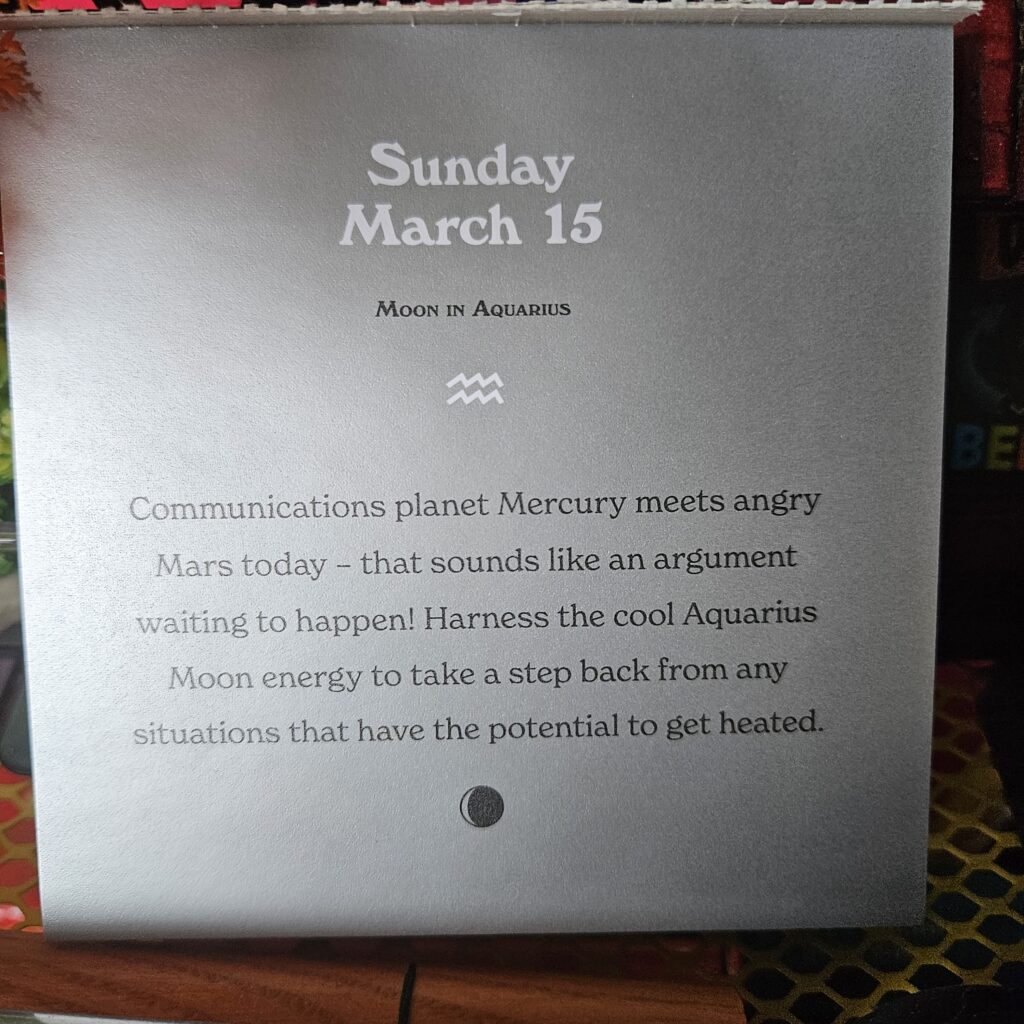 Sunday
March 15
Moon in Aquarius
Communications planet Mercury meets angry
Mars today – that sounds like an argument
waiting to happen! Harness the cool Aquarius
Moon energy to take a step back from any
situations that have the potential to get heated.